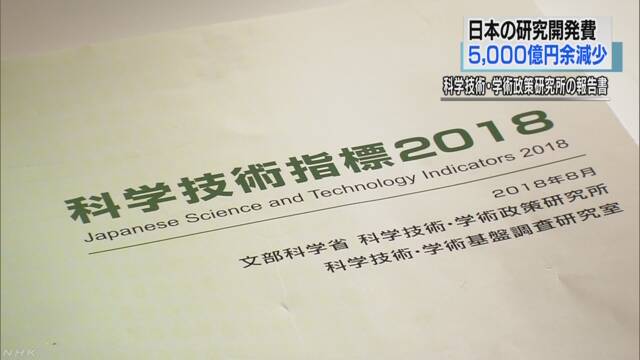 日本の研究開発費
5,000億円余減少
科学技術・学術政策研究所の報告書
科学技術指標2018
Japanese Science and Technology Indicators 2018
2018年8月
文部科学省 科学技術・学術政策研究所
科学技術・学術基盤調査研究室
NHK